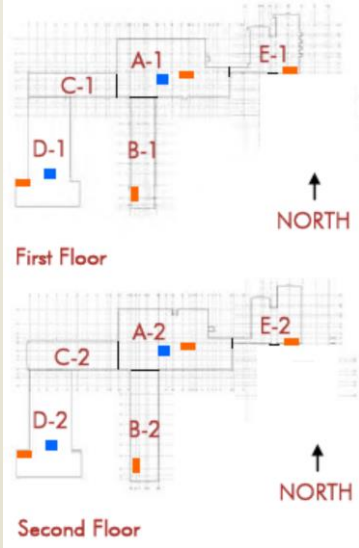 A-1
E-1
C-1
D-1
B-1
NORTH
First Floor
A-2
E-2
C-2
D-2
B-2
NORTH
Second Floor